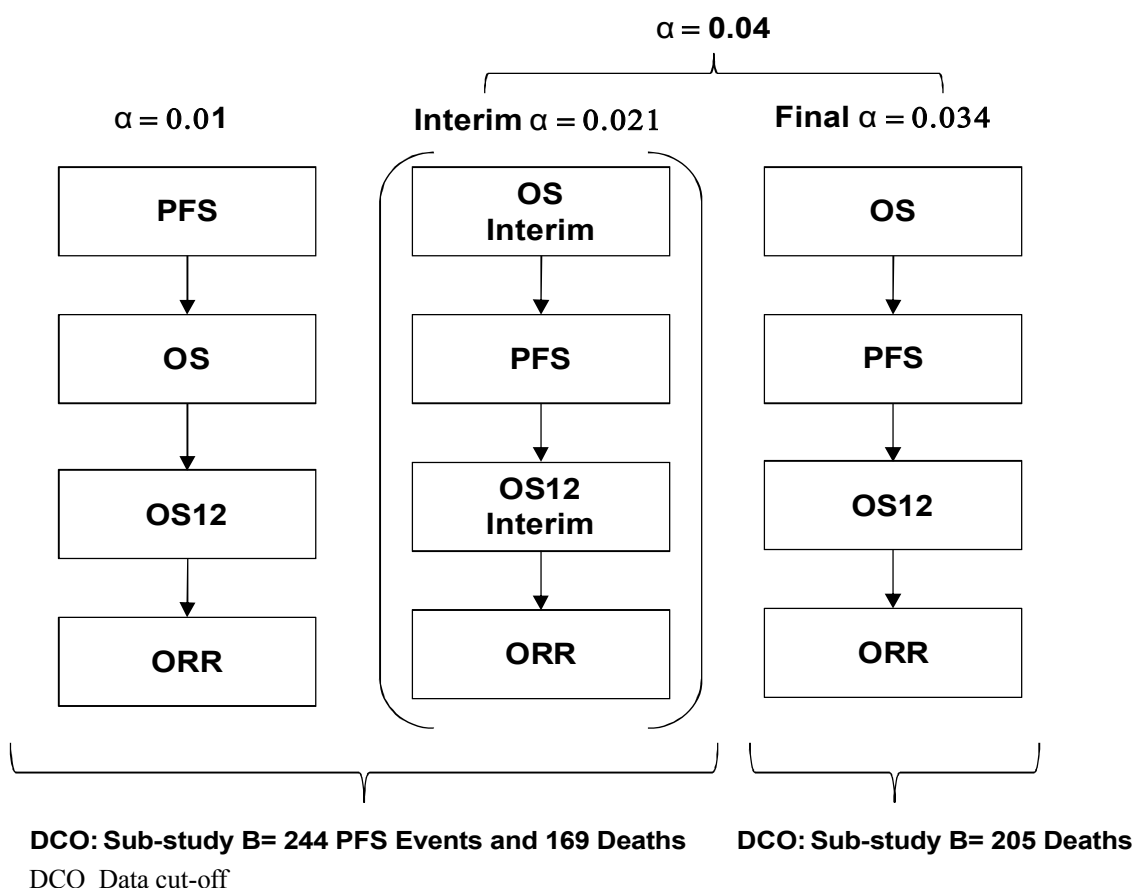 α = 0.04
α = 0.01
Interim α = 0.021
Final α = 0.034
PFS
OS
OS12
ORR
OS
Interim
PFS
OS12
Interim
ORR
OS
PFS
OS12
ORR
DCO: Sub-study B= 244 PFS Events and 169 Deaths
DCO: Sub-study B= 205 Deaths
DCO Data cut-off